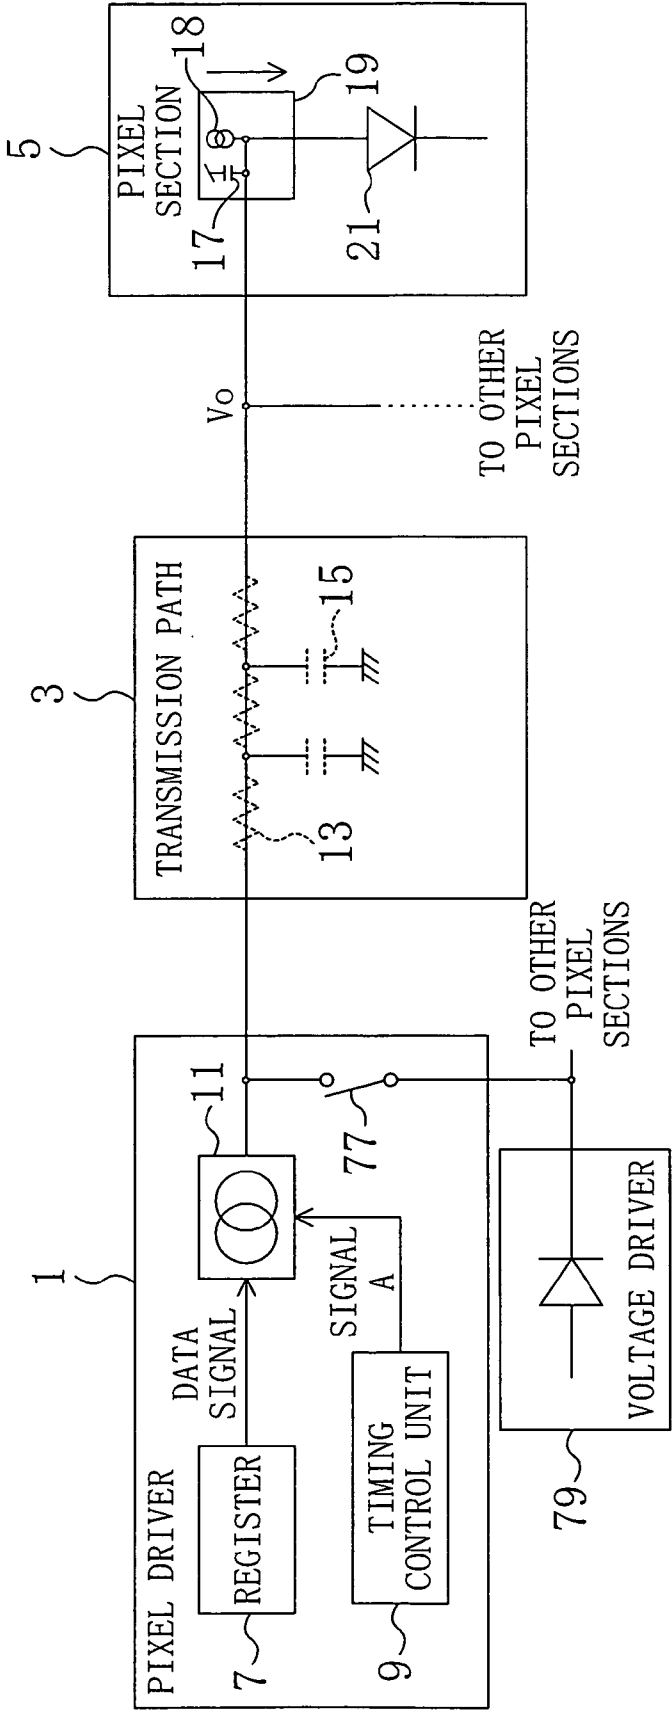 1
PIXEL DRIVER
7
REGISTER
DATA
SIGNAL
11
9
TIMING
CONTROL UNIT
SIGNAL
A
77
79
VOLTAGE DRIVER
TO OTHER
PIXEL
SECTIONS
3
TRANSMISSION PATH
13
15
Vo
TO OTHER
PIXEL
SECTIONS
5
PIXEL
SECTION
17
18
19
21